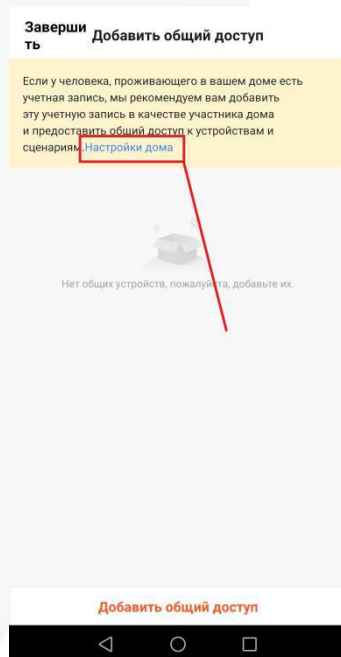 Заверши
ть
Добавить общий доступ
Если у человека, проживающего в вашем доме есть
учетная запись, мы рекомендуем вам добавить
эту учетную запись в качестве участника дома
и предоставить общий доступ к устройствам и
сценариям.Настройки дома
Нет общих устройств, пожалуйста, добавьте их.
Добавить общий доступ